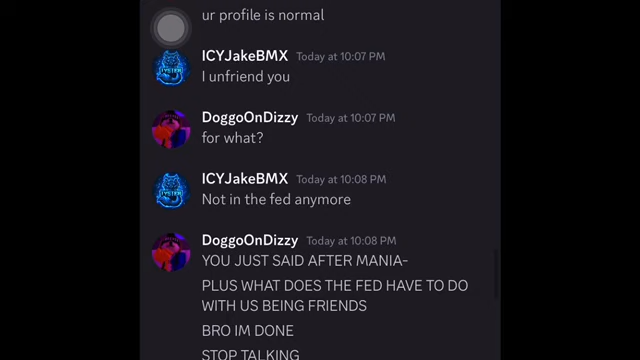 ur profile is normal
ICYJakeBMX Today at 10:07 PM
I unfriend you
DoggoOnDizzy Today at 10:07 PM
for what?
ICYJakeBMX Today at 10:08 PM
Not in the fed anymore
DoggoOnDizzy Today at 10:08 PM
YOU JUST SAID AFTER MANIA-
PLUS WHAT DOES THE FED HAVE TO DO
WITH US BEING FRIENDS
BRO IM DONE
STOP TALKING